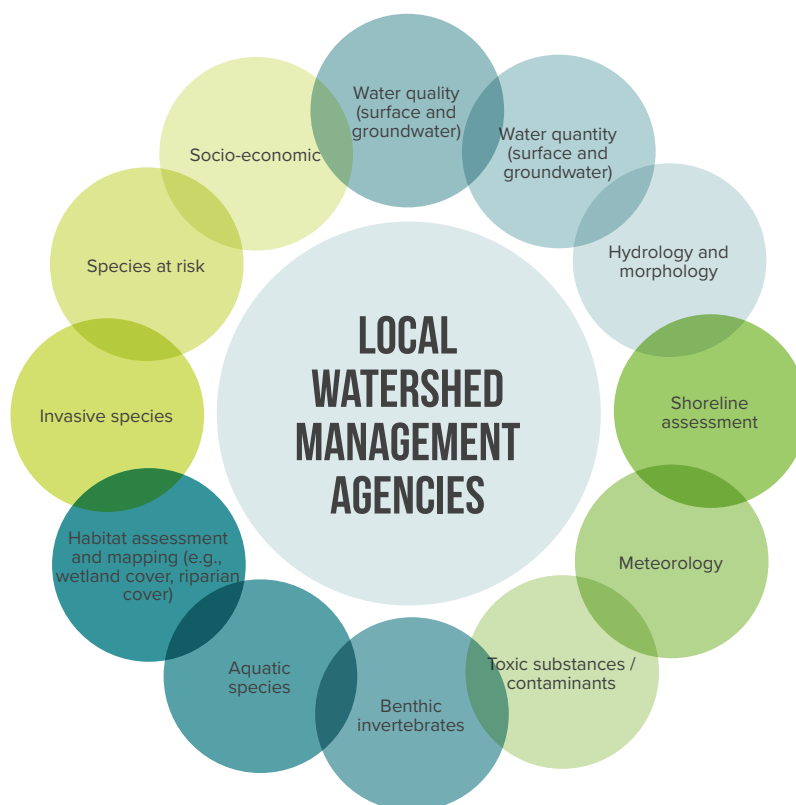 Water quality
(surface and
groundwater)
Water quantity
(surface and
groundwater)
Hydrology and
morphology
Shoreline
assessment
Meteorology
Toxic substances /
contaminants
Benthic
invertebrates
Aquatic
species
Habitat assessment
and mapping (e.g.,
wetland cover, riparian
cover)
Invasive species
Species at risk
Socio-economic
LOCAL
WATERSHED
MANAGEMENT
AGENCIES